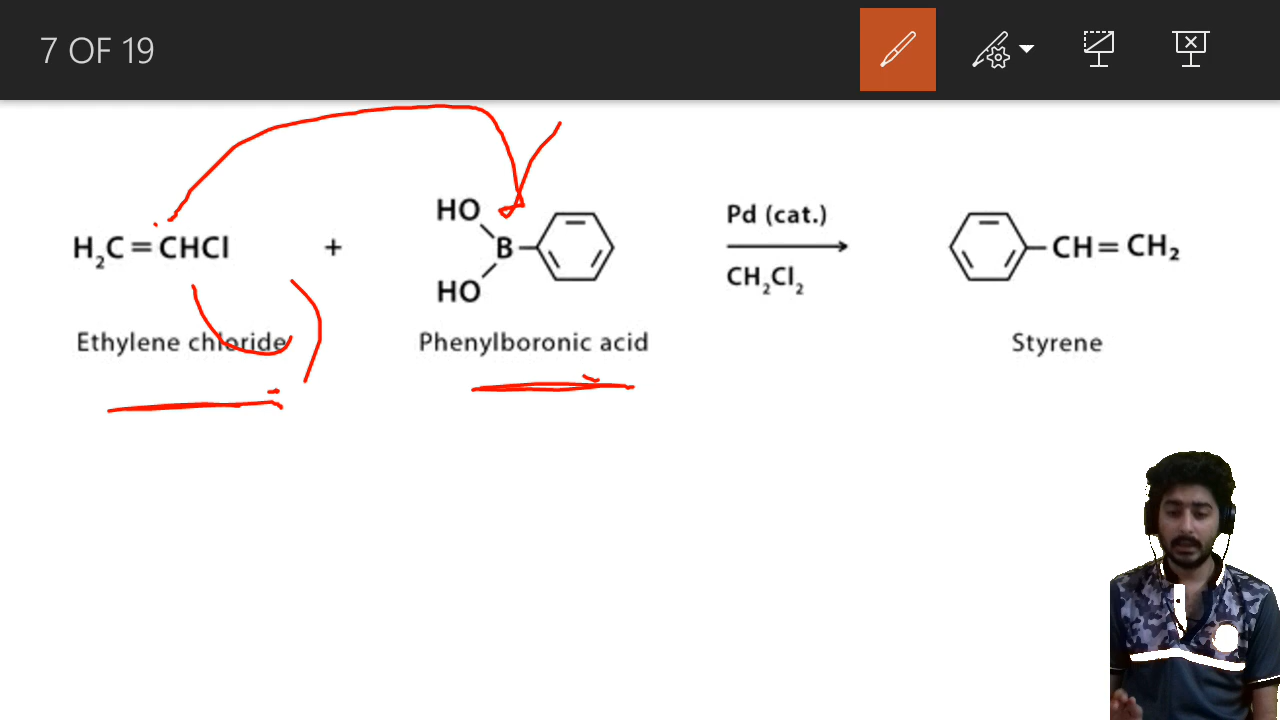 7 OF 19
H₂C=CHCl + HO B HO Pd (cat.) CH₂Cl₂ CH=CH₂
Ethylene chloride Phenylboronic acid Styrene